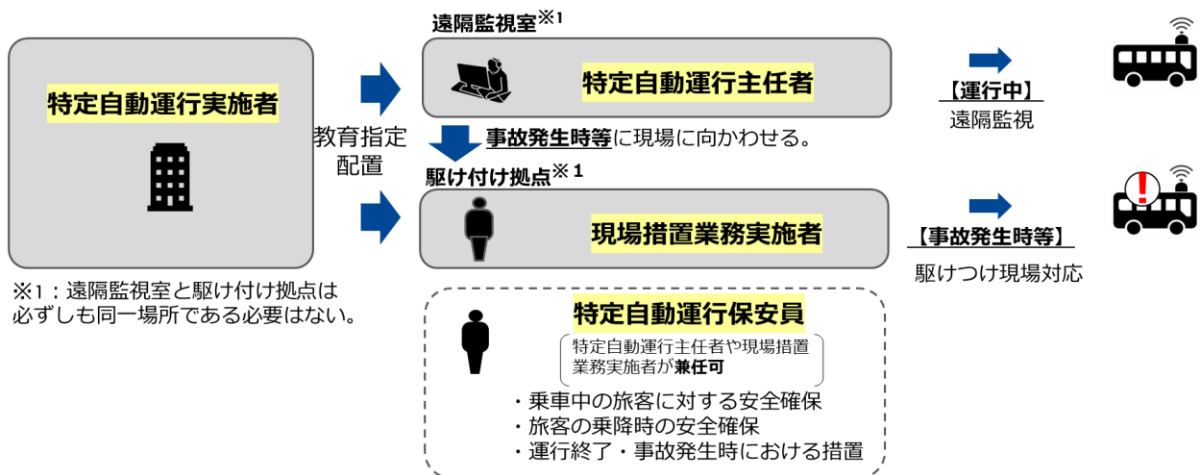 特定自動運行実施者
※1：遠隔監視室と駆け付け拠点は
必ずしも同一場所である必要はない。
教育指定
配置
遠隔監視室※1
特定自動運行主任者
事故発生時等に現場に向かわせる。
駆け付け拠点※１
現場措置業務実施者
特定自動運行保安員
特定自動運行主任者や現場措置
業務実施者が兼任可
・乗車中の旅客に対する安全確保
・旅客の乗降時の安全確保
・運行終了・事故発生時における措置
【運行中】
遠隔監視
!
【事故発生時等】
駆けつけ現場対応